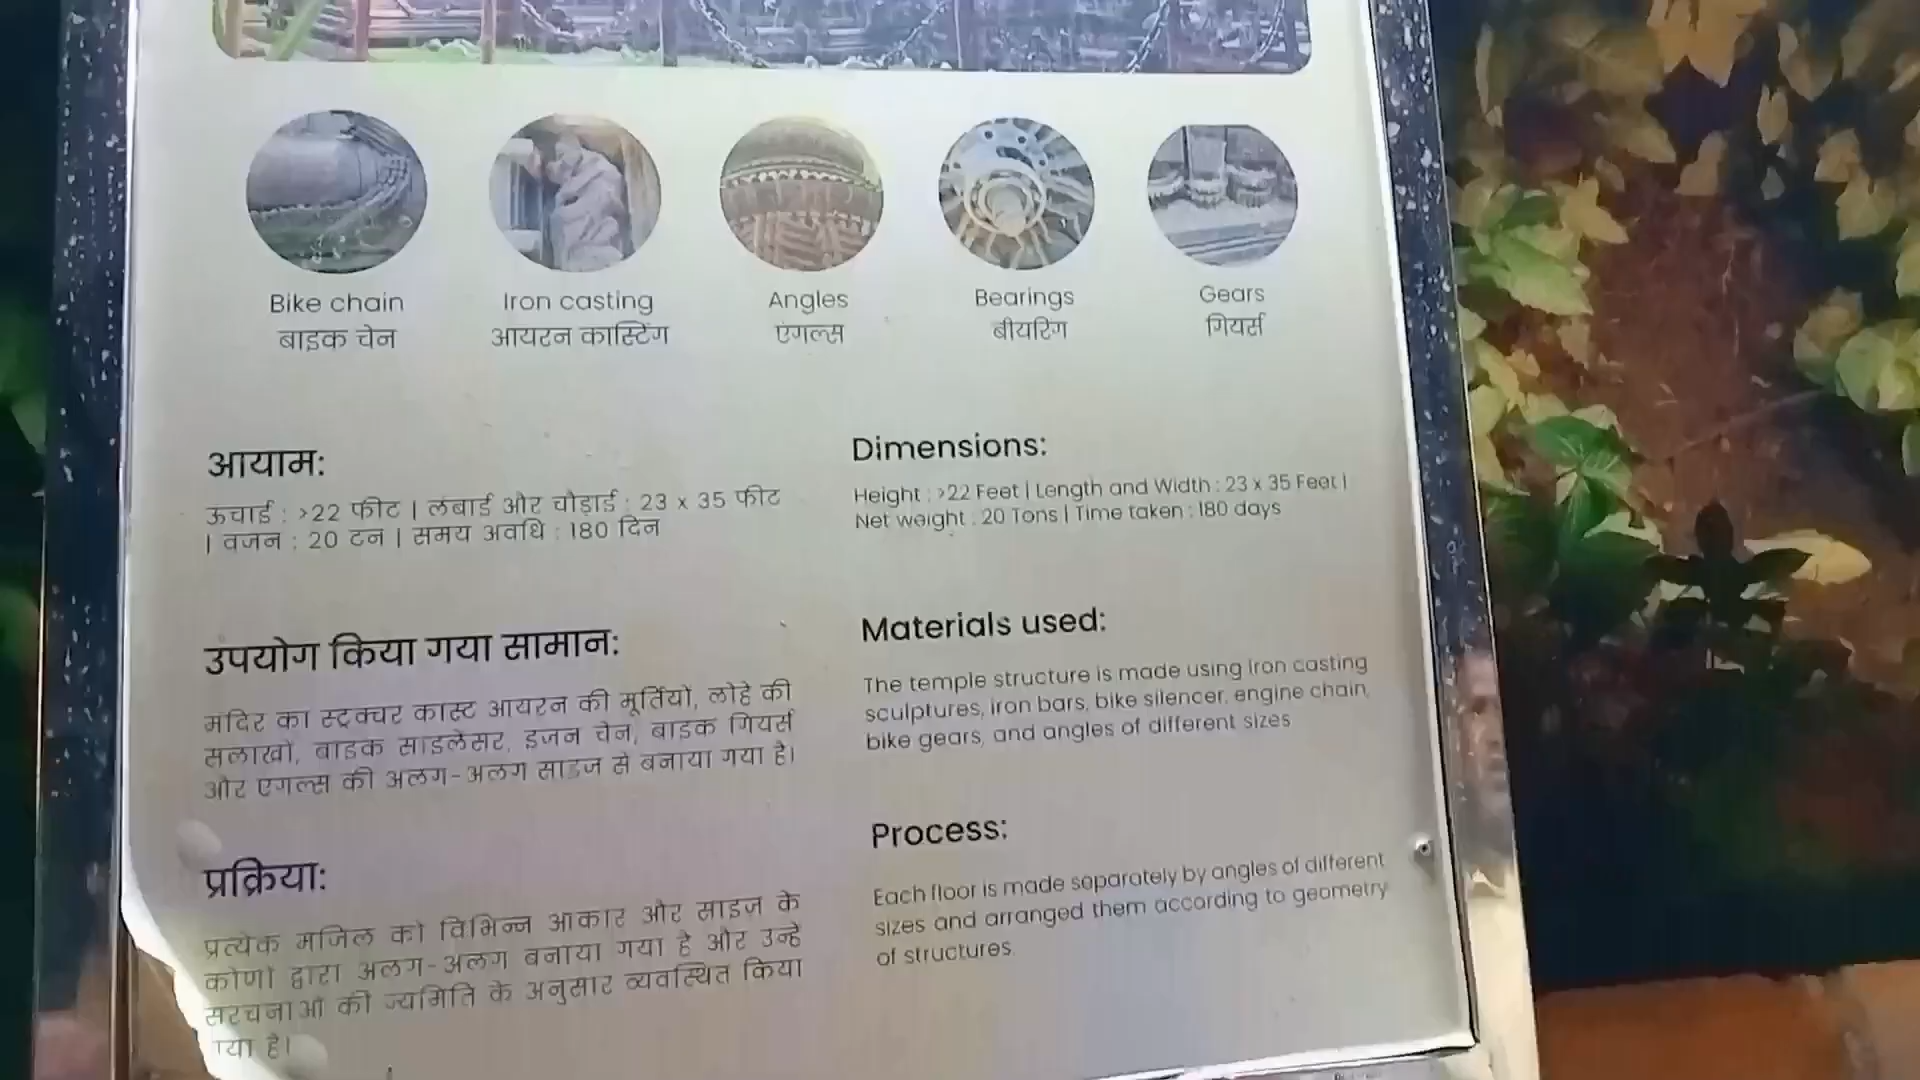 Bike chain
बाइक चेन
Iron casting
आयरन कास्टिंग
Angles
एंगल्स
Bearings
बीयरिंग
Gears
गियर्स
आयाम:
ऊंचाई : >22 फीट | लंबाई और चौड़ाई : 23 x 35 फीट
| वजन : 20 टन | समय अवधि : 180 दिन
उपयोग किया गया सामान:
मंदिर का स्ट्रक्चर कास्ट आयरन की मूर्तियों, लोहे की
सलाखों, बाइक साइलेंसर, इंजन चेन, बाइक गियर्स
और एंगल्स की अलग-अलग साइज से बनाया गया है।
प्रक्रिया:
प्रत्येक मंजिल को विभिन्न आकार और साइज़ के
कोणों द्वारा अलग-अलग बनाया गया है और उन्हें
संरचनाओं की ज्यामिति के अनुसार व्यवस्थित किया
गया है।
Dimensions:
Height : >22 Feet | Length and Width : 23 x 35 Feet |
Net weight : 20 Tons | Time taken : 180 days
Materials used:
The temple structure is made using iron casting
sculptures, iron bars, bike silencer, engine chain,
bike gears, and angles of different sizes
Process:
Each floor is made separately by angles of different
sizes and arranged them according to geometry
of structures